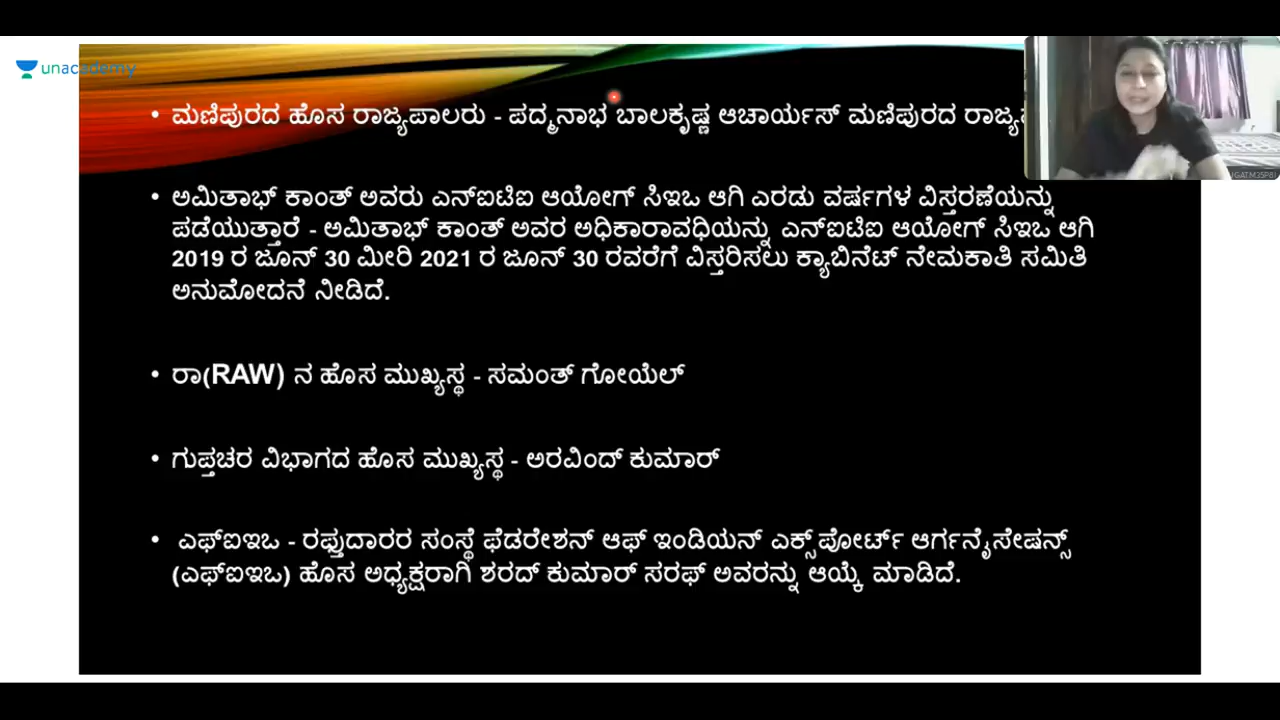 unacademy
• ಮಣಿಪುರದ ಹೊಸ ರಾಜ್ಯಪಾಲರು - ಪದ್ಮನಾಭ ಬಾಲಕೃಷ್ಣ ಆಚಾರ್ಯಸ್ ಮಣಿಪುರದ
• ಅಮಿತಾಭ್ ಕಾಂತ್ ಅವರು ಎನ್ಐಟಿಐ ಆಯೋಗ್ ಸಿಇಒ ಆಗಿ ಎರಡು ವರ್ಷಗಳ ವಿಸ್ತರಣೆಯನ್ನು
ಪಡೆಯುತ್ತಾರೆ - ಅಮಿತಾಭ್ ಕಾಂತ್ ಅವರ ಅಧಿಕಾರಾವಧಿಯನ್ನು ಎನ್ಐಟಿಐ ಆಯೋಗ್ ಸಿಇಒ ಆಗಿ
2019 ರ ಜೂನ್ 30 ಮೀರಿ 2021 ರ ಜೂನ್ 30 ರವರೆಗೆ ವಿಸ್ತರಿಸಲು ಕ್ಯಾಬಿನೆಟ್ ನೇಮಕಾತಿ ಸಮಿತಿ
ಅನುಮೋದನೆ ನೀಡಿದೆ.
• ರಾ(RAW) ನ ಹೊಸ ಮುಖ್ಯಸ್ಥ - ಸಮಂತ್ ಗೋಯೆಲ್
• ಗುಪ್ತಚರ ವಿಭಾಗದ ಹೊಸ ಮುಖ್ಯಸ್ಥ - ಅರವಿಂದ್ ಕುಮಾರ್
• ಎಫ್ಐಇಒ - ರಫ್ತುದಾರರ ಸಂಸ್ಥೆ ಫೆಡರೇಶನ್ ಆಫ್ ಇಂಡಿಯನ್ ಎಕ್ಸ್‌ಪೋರ್ಟ್ ಆರ್ಗನೈಸೇಷನ್ಸ್
(ಎಫ್ಐಇಒ) ಹೊಸ ಅಧ್ಯಕ್ಷರಾಗಿ ಶರದ್ ಕುಮಾರ್ ಸರಫ್ ಅವರನ್ನು ಆಯ್ಕೆ ಮಾಡಿದೆ.